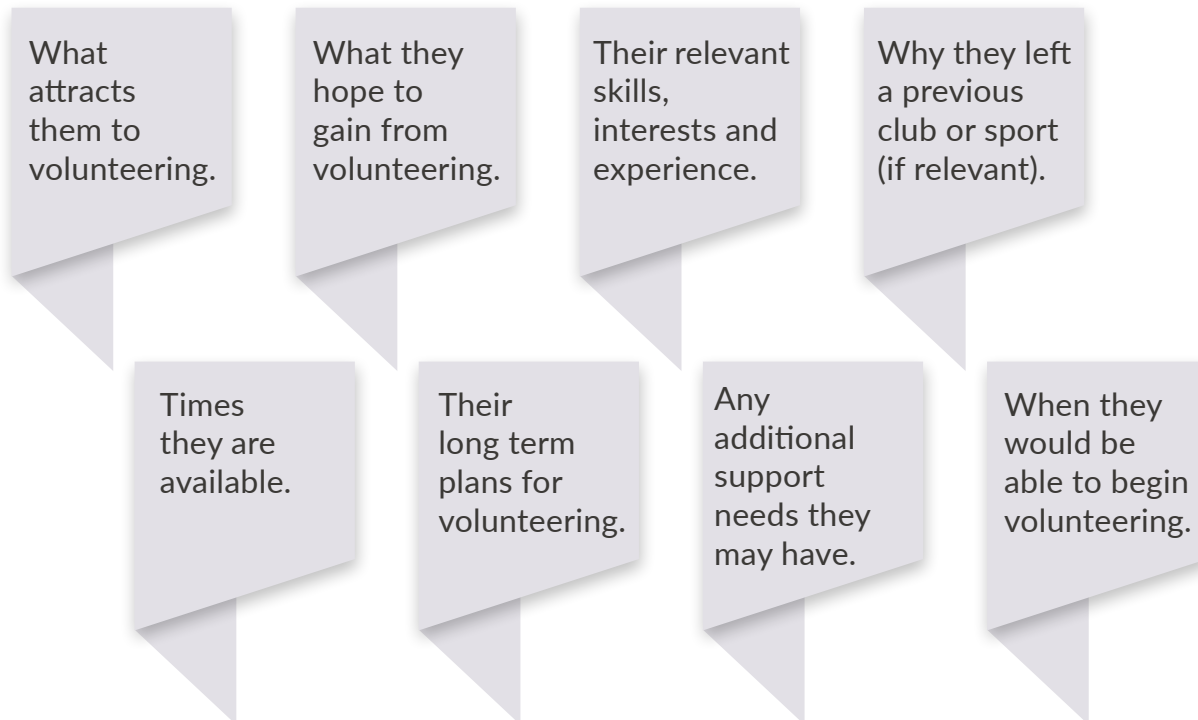 What
attracts
them to
volunteering.
What they
hope to
gain from
volunteering.
Their relevant
skills,
interests and
experience.
Why they left
a previous
club or sport
(if relevant).
Times
they are
available.
Their
long term
plans for
volunteering.
Any
additional
support
needs they
may have.
When they
would be
able to begin
volunteering.